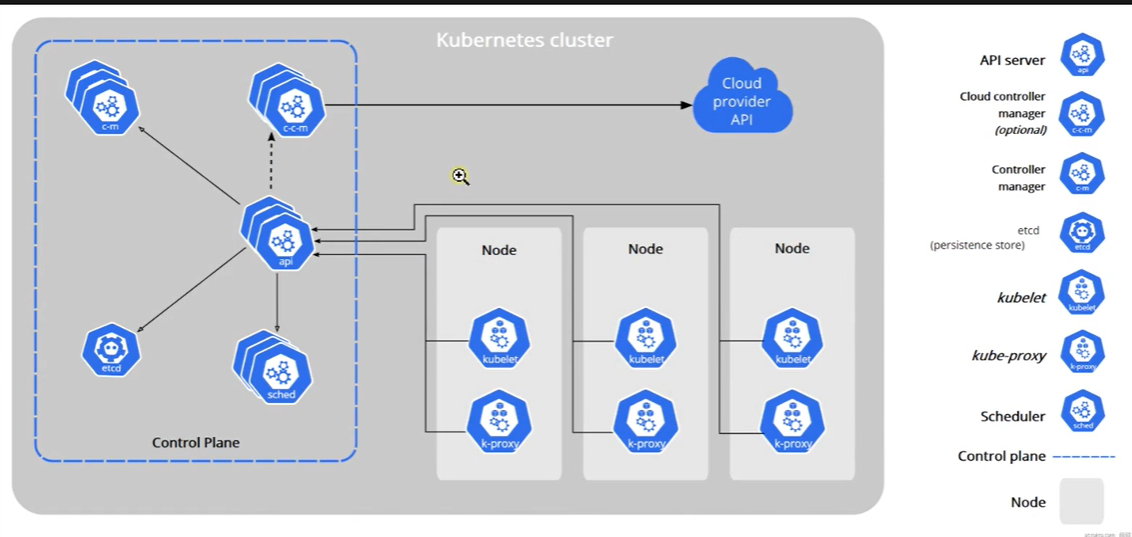 Kubernetes cluster
c-m
c-c-m
Cloud
provider
API
api
etcd
sched
Control Plane
Node
kubelet
k-proxy
Node
kubelet
k-proxy
Node
kubelet
k-proxy
API server
api
Cloud controller
manager
(optional)
c-c-m
Controller
manager
c-m
etcd
(persistence store)
etcd
kubelet
kubelet
kube-proxy
k-proxy
Scheduler
sched
Control plane
Node